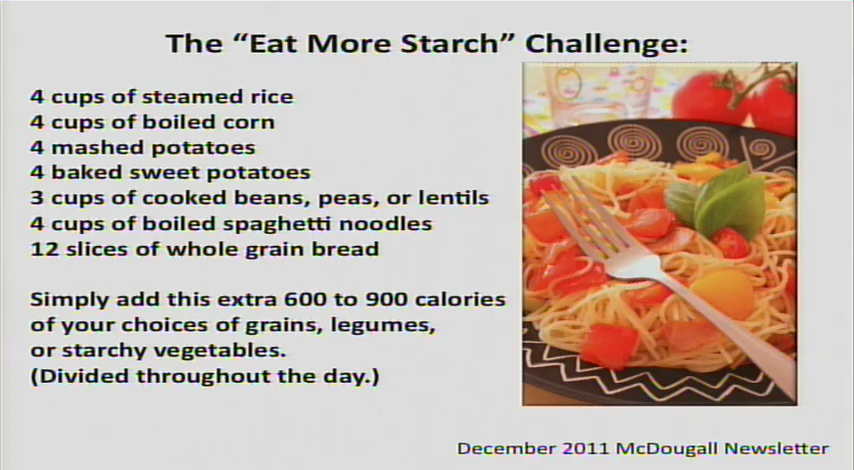 The “Eat More Starch” Challenge:
4 cups of steamed rice
4 cups of boiled corn
4 mashed potatoes
4 baked sweet potatoes
3 cups of cooked beans, peas, or lentils
4 cups of boiled spaghetti noodles
12 slices of whole grain bread
Simply add this extra 600 to 900 calories
of your choices of grains, legumes,
or starchy vegetables.
(Divided throughout the day.)
December 2011 McDougall Newsletter